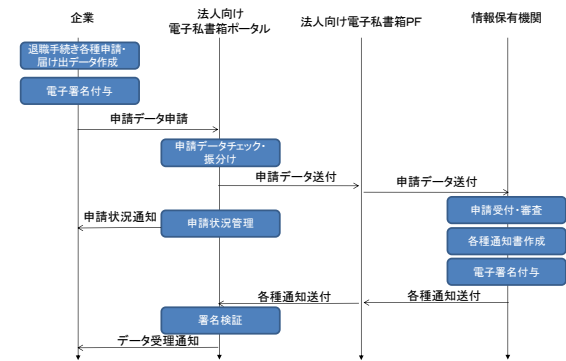 企業
法人向け
電子私書箱ポータル
法人向け電子私書箱PF
情報保有機関
退職手続き各種申請・
届け出データ作成
電子署名付与
申請データ申請
申請データチェック・
振分け
申請データ送付
申請データ送付
申請受付・審査
申請状況通知
申請状況管理
各種通知書作成
電子署名付与
各種通知送付
各種通知送付
署名検証
データ受理通知